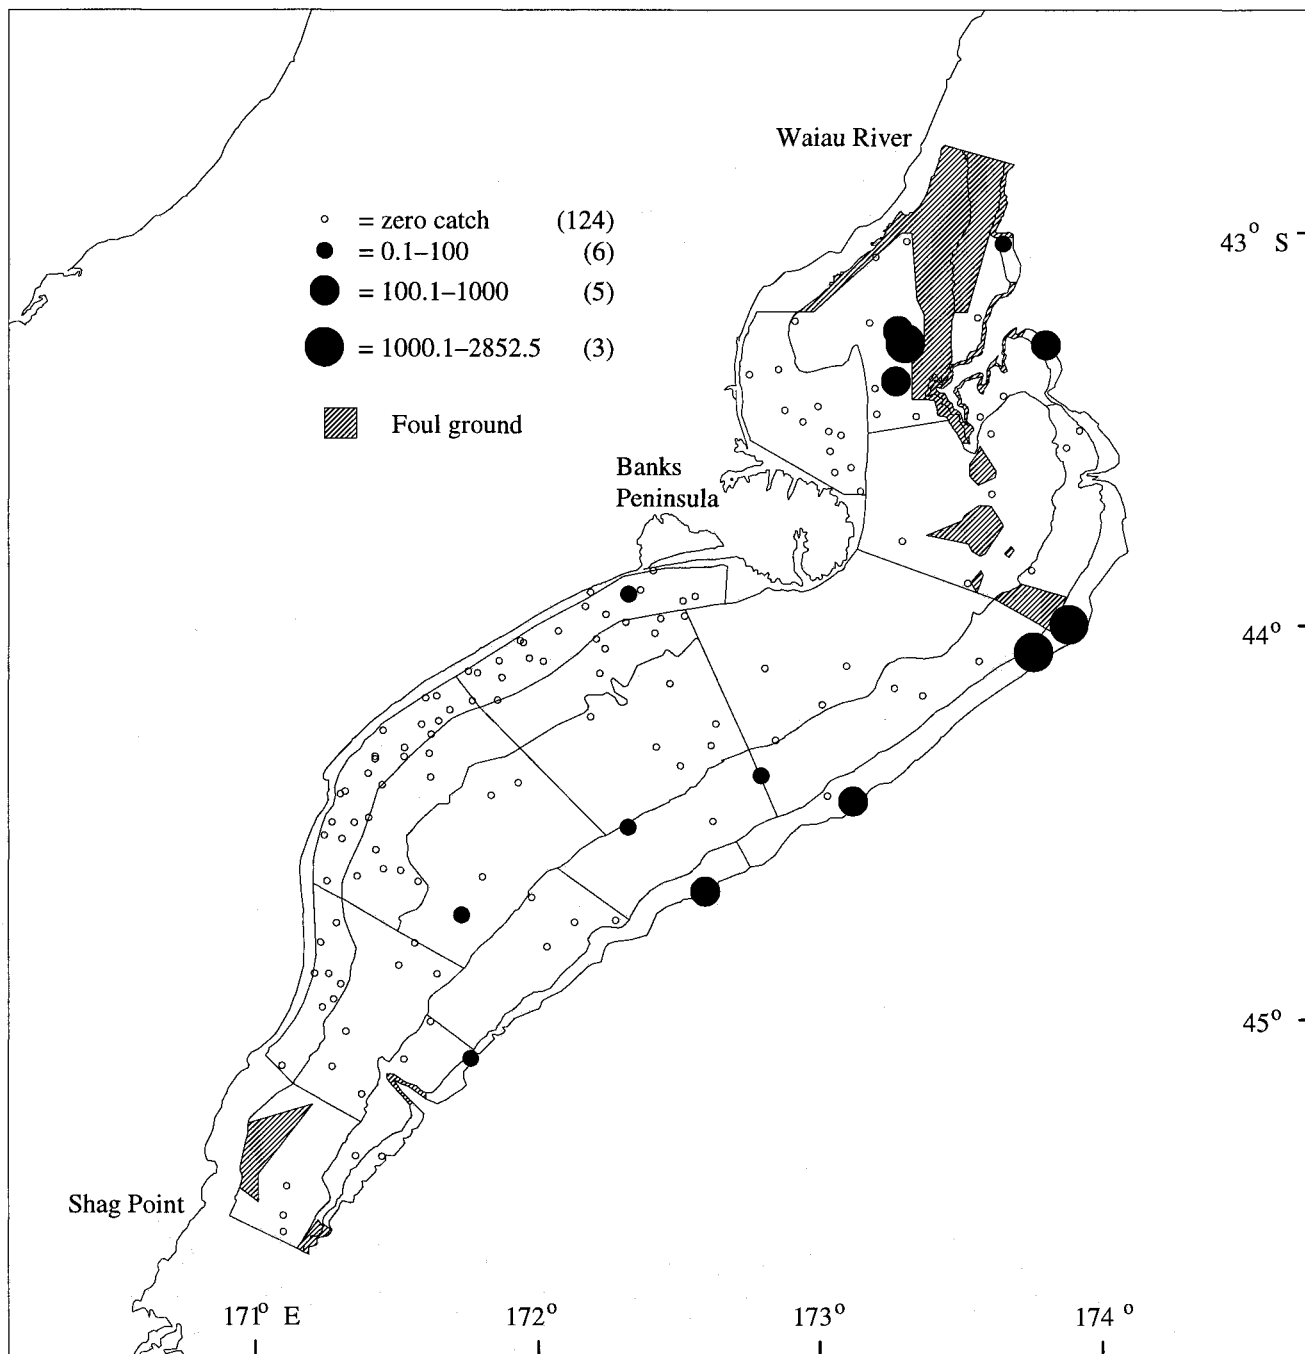 Waiau River
= zero catch (124)
= 0.1–100 (6)
= 100.1–1000 (5)
= 1000.1–2852.5 (3)
Foul ground
43° S
Banks
Peninsula
44°
45°
Shag Point
171° E 172° 173° 174°